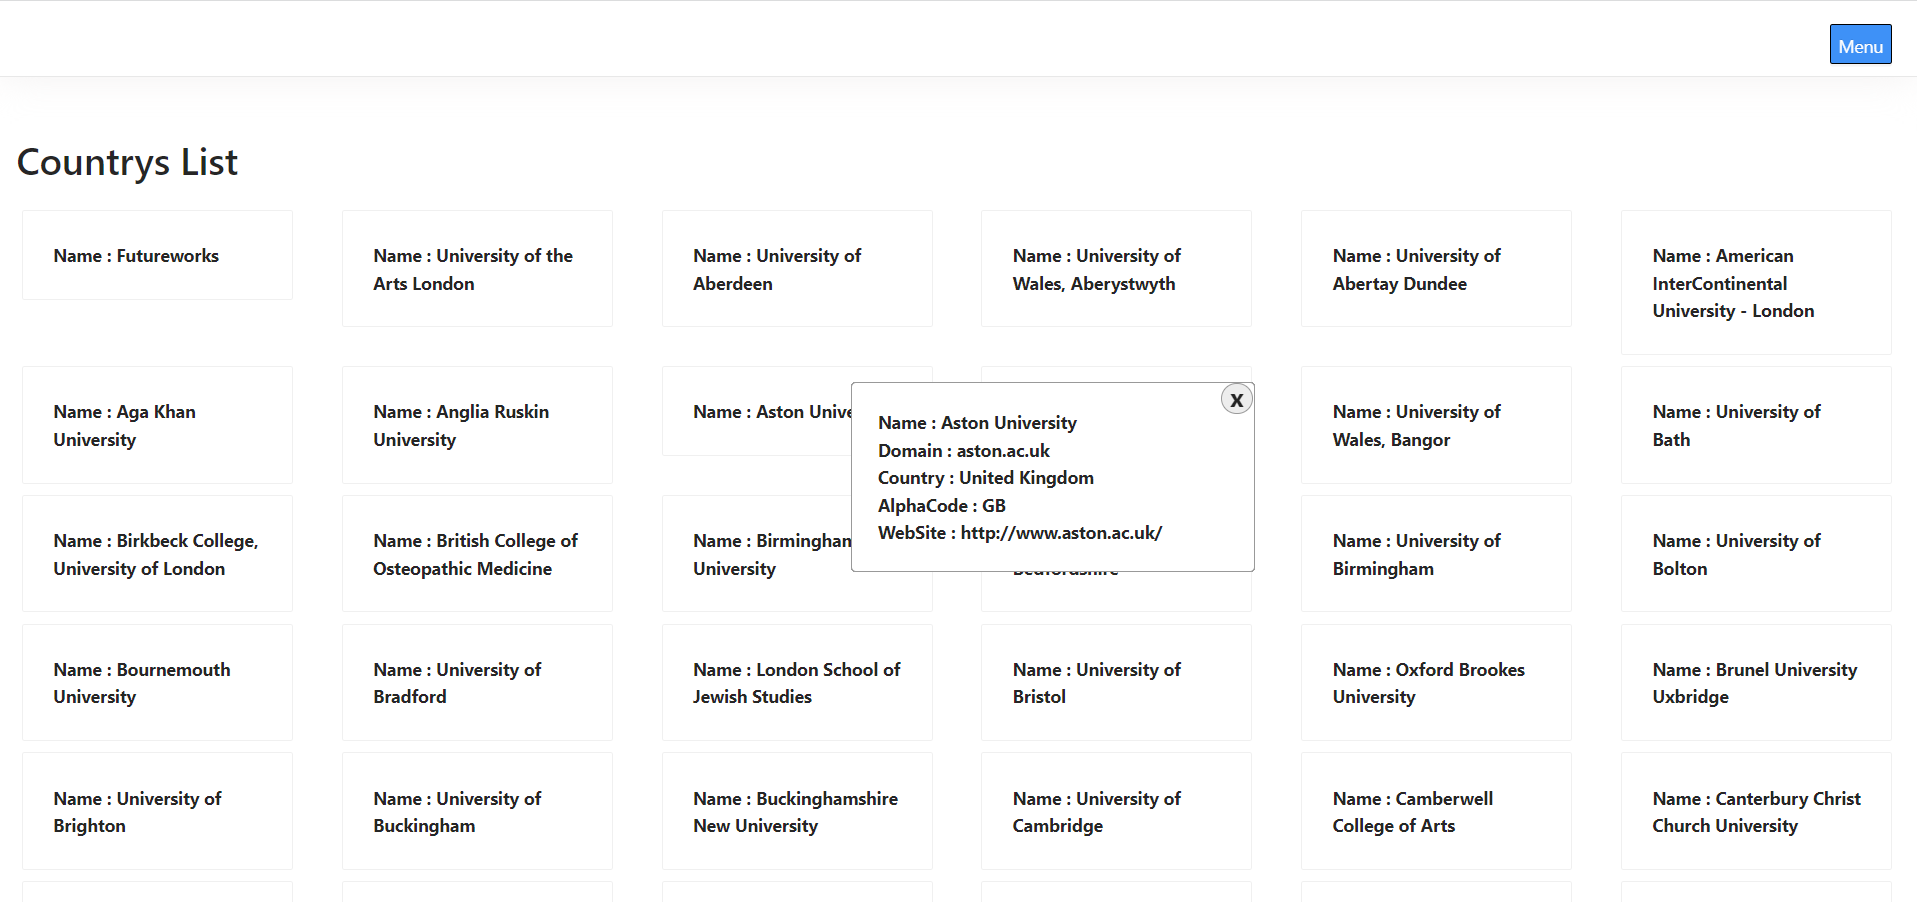 Menu
Countrys List
Name : Futureworks
Name : University of the
Arts London
Name : University of
Aberdeen
Name : University of
Wales, Aberystwyth
Name : University of
Abertay Dundee
Name : American
InterContinental
University - London
Name : Aga Khan
University
Name : Anglia Ruskin
University
Name : Aston
X
Name : Aston University
Domain : aston.ac.uk
Country : United Kingdom
AlphaCode : GB
WebSite : http://www.aston.ac.uk/
Name : University of
Wales, Bangor
Name : University of
Bath
Name : Birkbeck College,
University of London
Name : British College of
Osteopathic Medicine
Name :
University
Name : University of
Birmingham
Name : University of
Bolton
Name : Bournemouth
University
Name : University of
Bradford
Name : London School of
Jewish Studies
Name : University of
Bristol
Name : Oxford Brookes
University
Name : Brunel University
Uxbridge
Name : University of
Brighton
Name : University of
Buckingham
Name : Buckinghamshire
New University
Name : University of
Cambridge
Name : Camberwell
College of Arts
Name : Canterbury Christ
Church University